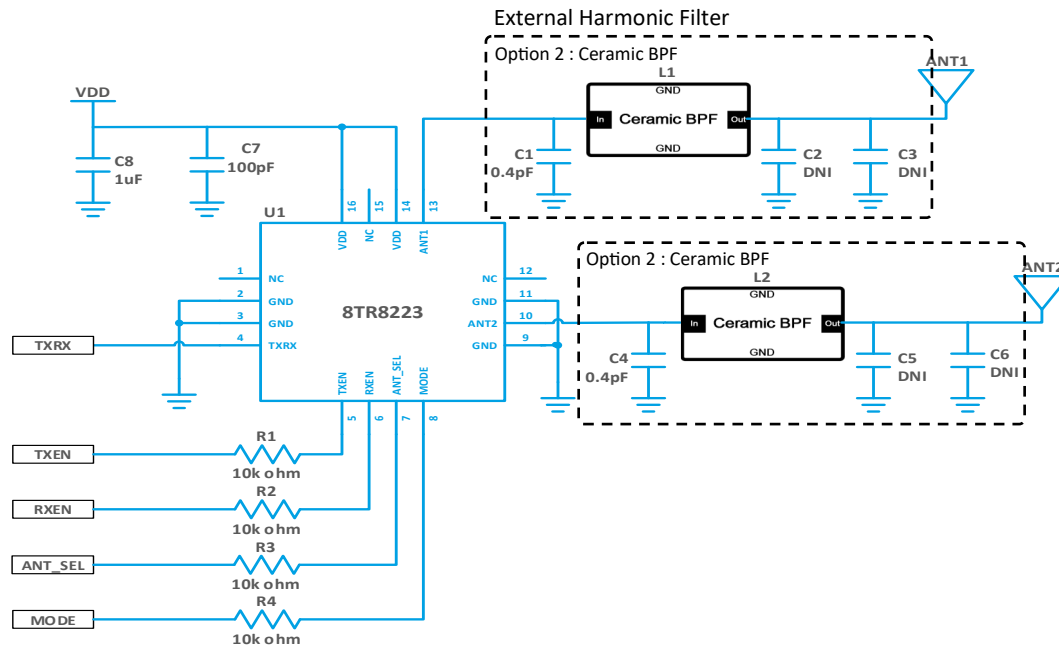 External Harmonic Filter
Option 2 : Ceramic BPF
L1
GND
In
Ceramic BPF
Out
GND
ANT1
C1
0.4pF
C2
DNI
C3
DNI
VDD
C8
1uF
C7
100pF
U1
16
15
14
13
VDD
NC
VDD
ANT1
1
NC
2
GND
3
GND
4
TXRX
8TR8223
12
NC
11
GND
10
ANT2
9
GND
TXEN
RXEN
ANT_SEL
MODE
5
6
7
8
Option 2 : Ceramic BPF
L2
GND
In
Ceramic BPF
Out
GND
ANT2
C4
0.4pF
C5
DNI
C6
DNI
TXRX
TXEN
R1
10k ohm
RXEN
R2
10k ohm
ANT_SEL
R3
10k ohm
MODE
R4
10k ohm